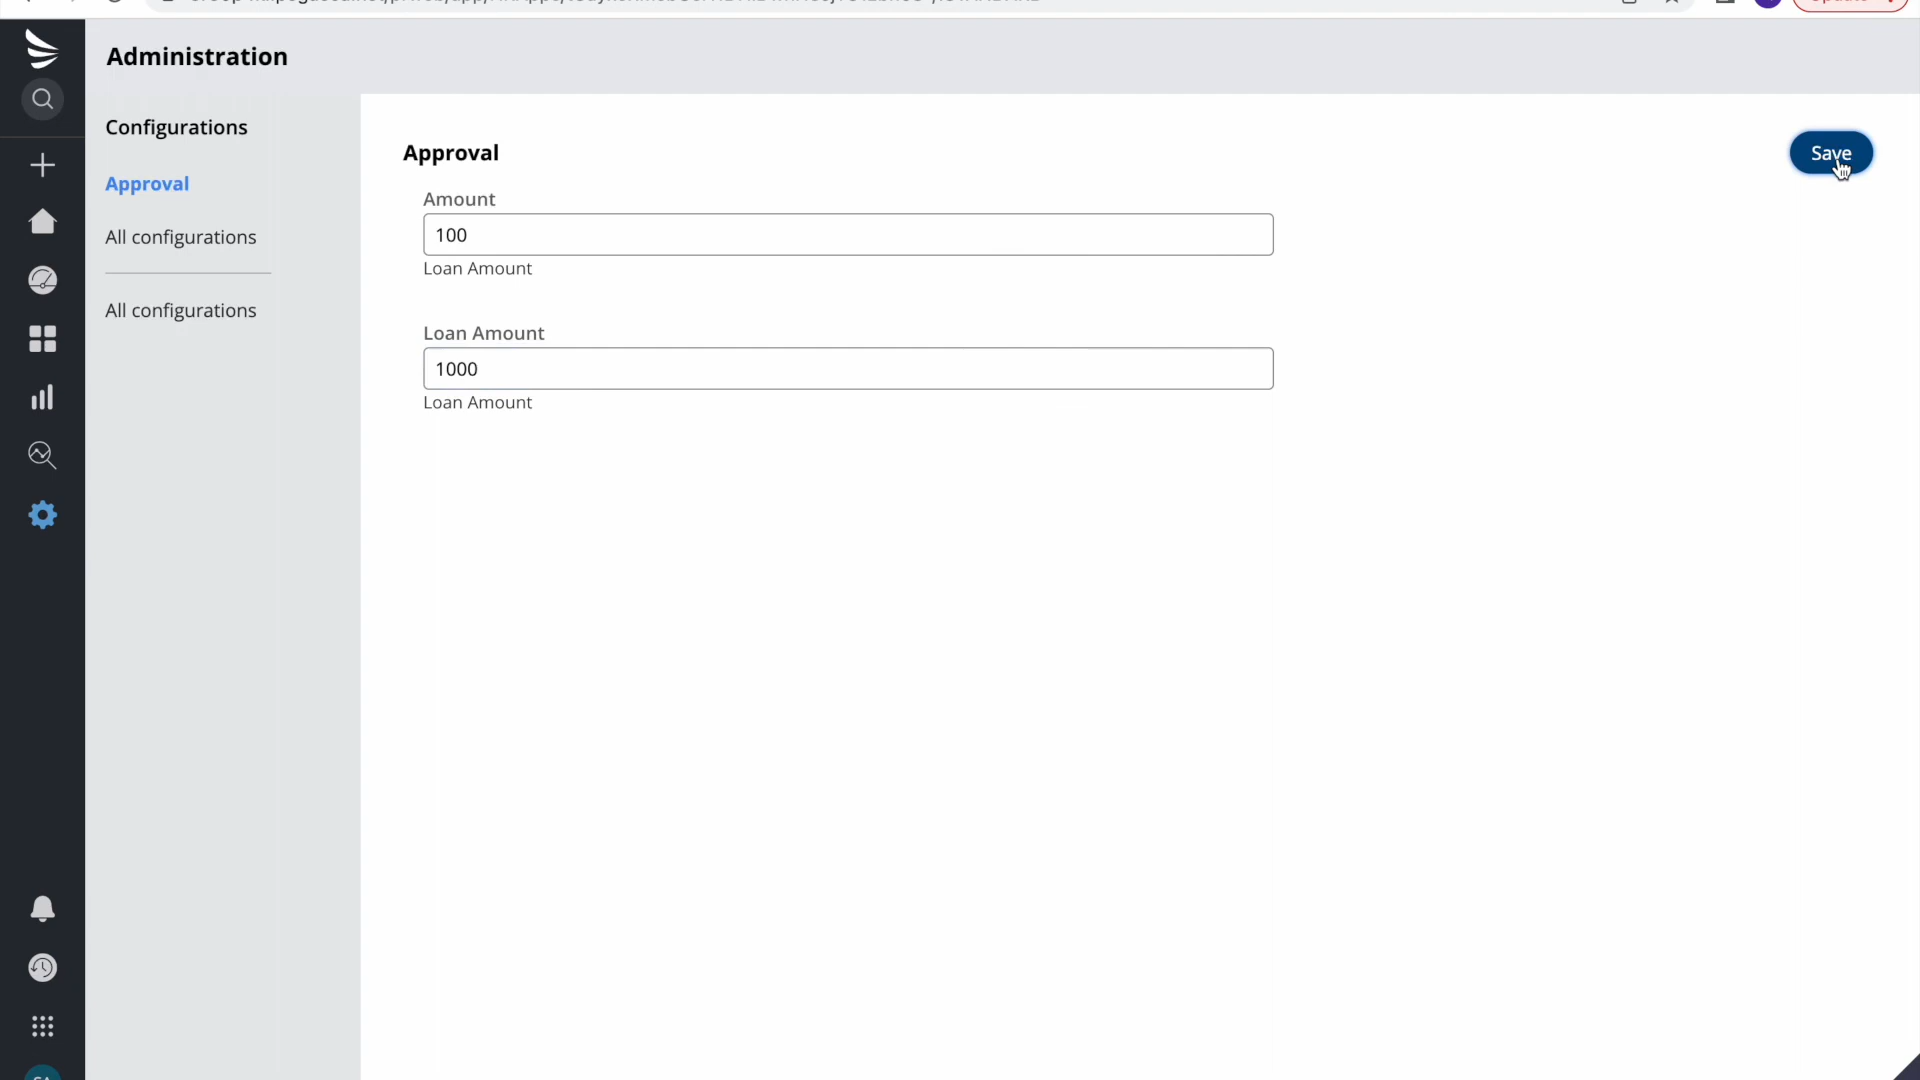 Administration
Configurations
Approval
All configurations
All configurations
Approval
Save
Amount
100
Loan Amount
Loan Amount
1000
Loan Amount